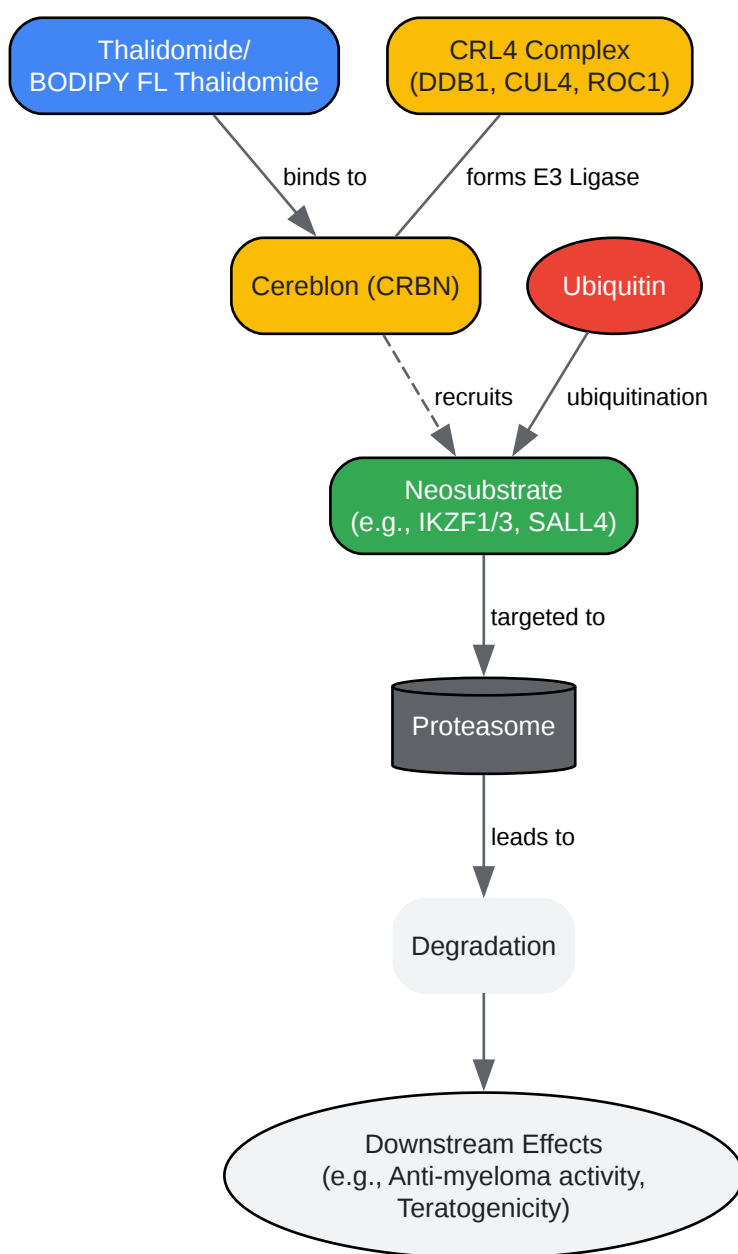 Thalidomide/
BODIPY FL Thalidomide
CRL4 Complex
(DDB1, CUL4, ROC1)
binds to
forms E3 Ligase
Cereblon (CRBN)
Ubiquitin
recruits
ubiquitination
Neosubstrate
(e.g., IKZF1/3, SALL4)
targeted to
Proteasome
leads to
Degradation
Downstream Effects
(e.g., Anti-myeloma activity,
Teratogenicity)